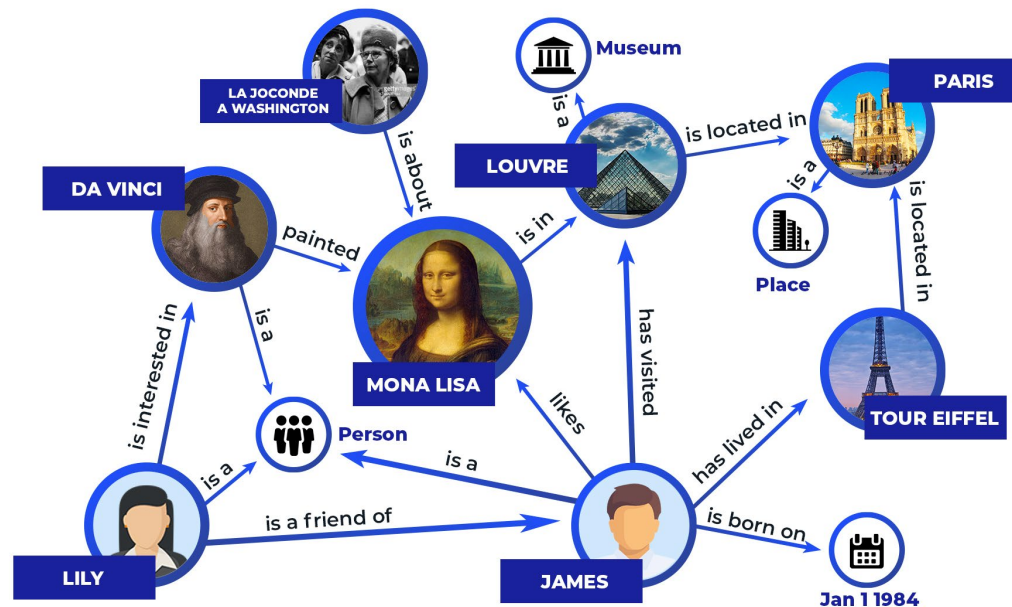 LA JOCONDE
A WASHINGTON
Museum
PARIS
is a
is located in
LOUVRE
is about
DA VINCI
is a
is located in
painted
is in
Place
is interested in
is a
has visited
MONA LISA
likes
TOUR EIFFEL
Person
has lived in
is a
is a
is a friend of
is born on
LILY
JAMES
Jan 1 1984